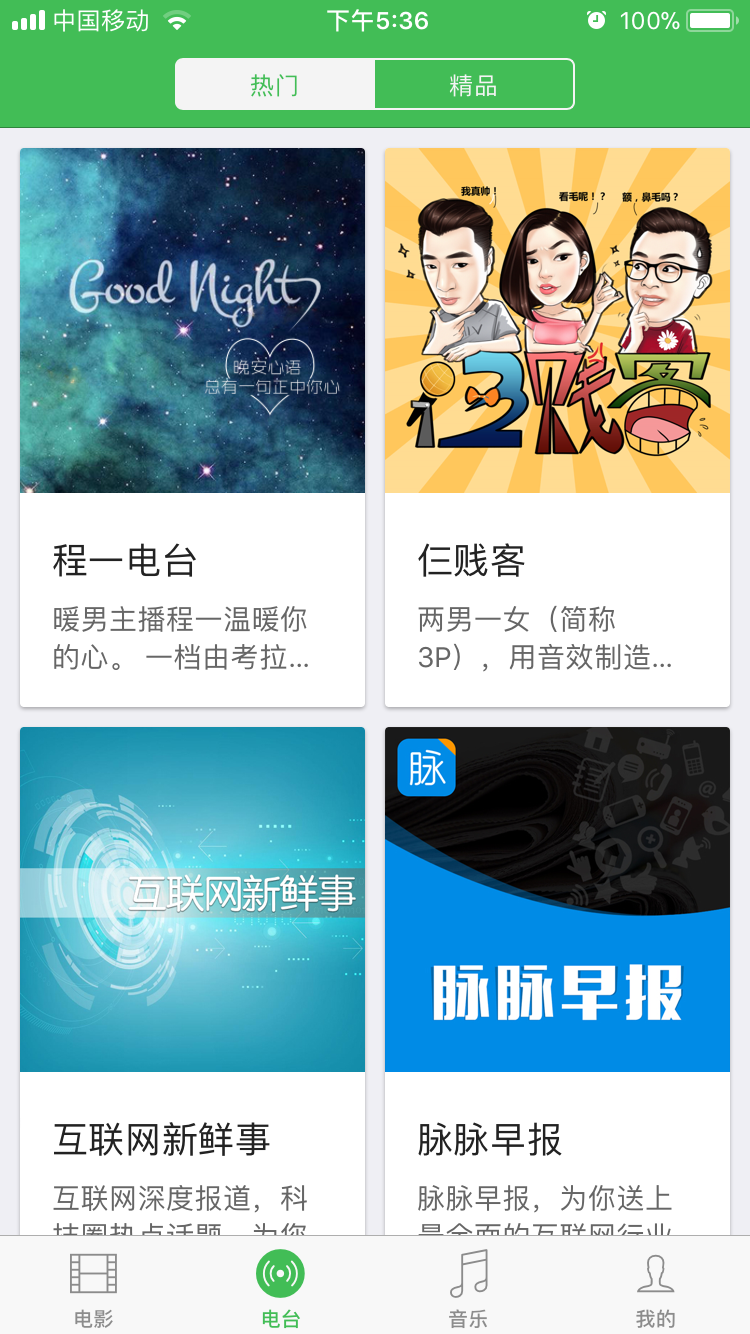 中国移动 下午5:36 100%
热门 精品
Good Night
晚安心语
总有一句正中你心
我真帅！
看毛呢！？
额，鼻毛吗？
贱客
程一电台
暖男主播程一温暖你
的心。 一档由考拉...
仨贱客
两男一女（简称
3P），用音效制造...
互联网新鲜事
脉
脉脉早报
互联网新鲜事
互联网深度报道，科
技圈热点话题，为你
脉脉早报
脉脉早报，为你送上
最全面的互联网行业
电影 电台 音乐 我的